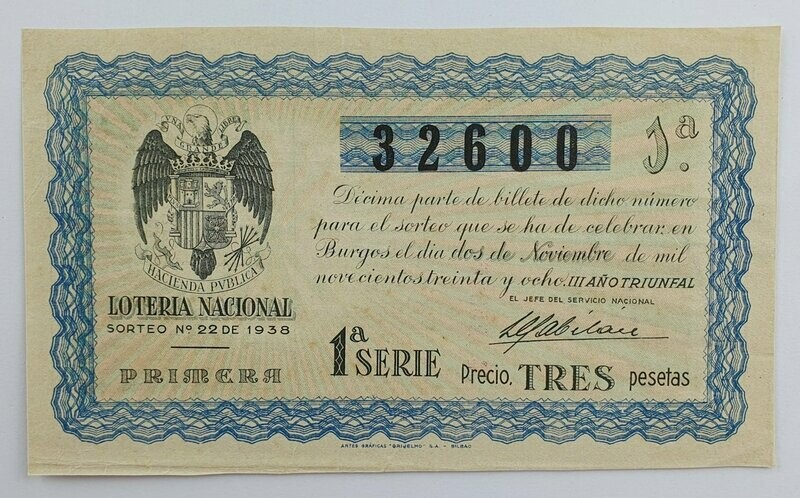 UNA GRANDE LIBRE
HACIENDA PVBLICA
LOTERIA NACIONAL
SORTEO Nº 22 DE 1938
PRIMERA
32600
1ª
Décima parte de billete de dicho número
para el sorteo que se ha de celebrar en
Burgos el día dos de Noviembre de mil
novecientos treinta y ocho. III AÑO TRIUNFAL
EL JEFE DEL SERVICIO NACIONAL
1ª SERIE
Precio, TRES pesetas
ARTES GRÁFICAS "GRIJELMO" S.A. - BILBAO